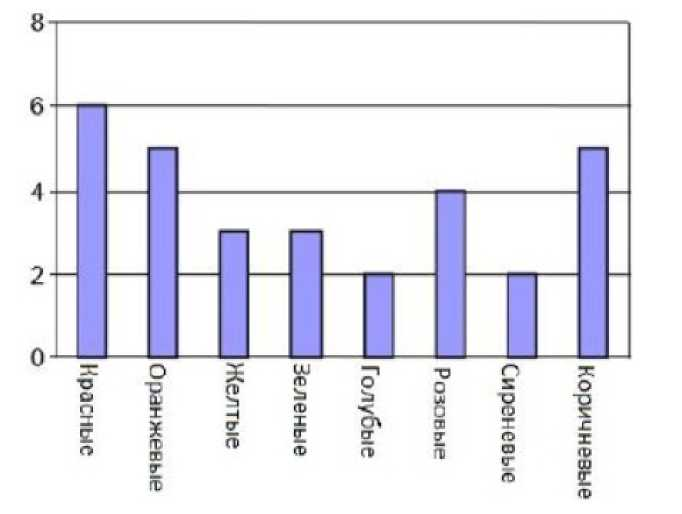 8
6
4
2
0
Красные
Оранжевые
Желтые
Зеленые
Голубые
Розовые
Сиреневые
Коричневые